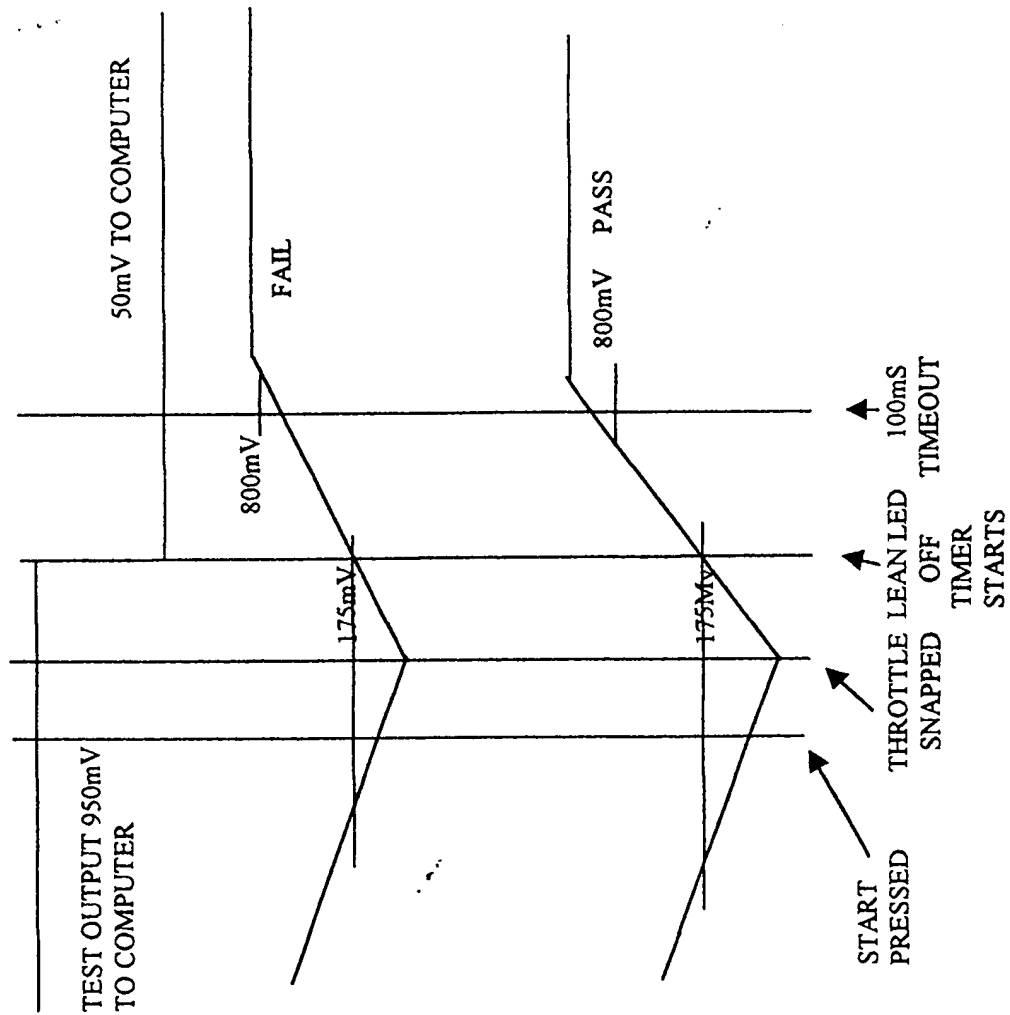 TEST OUTPUT 950mV
TO COMPUTER
50mV TO COMPUTER
175mV
800mV
FAIL
175Mv
800mV PASS
START
PRESSED
THROTTLE
SNAPPED
LEAN LED
OFF
TIMER
STARTS
100mS
TIMEOUT